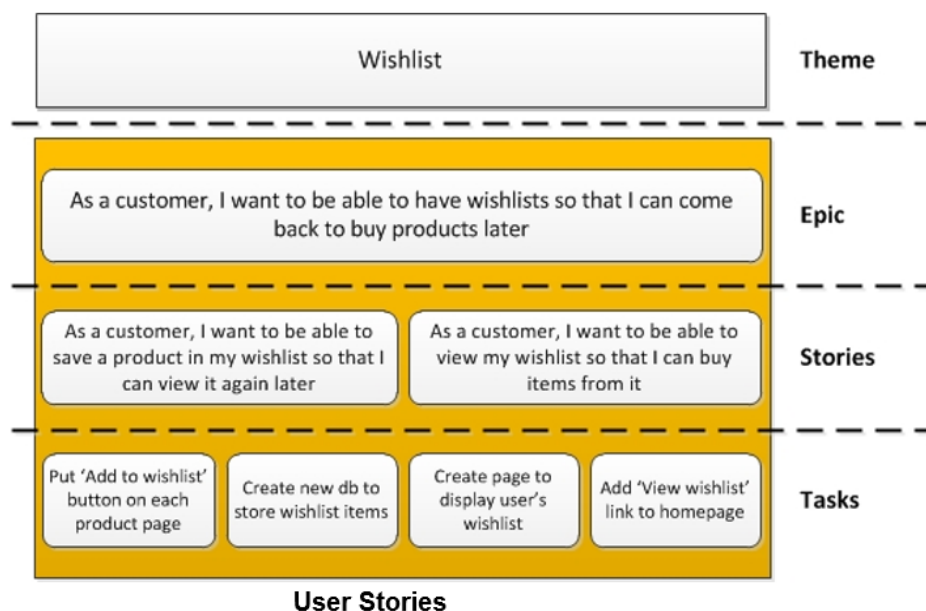 Wishlist
Theme
As a customer, I want to be able to have wishlists so that I can come
back to buy products later
Epic
As a customer, I want to be able to
save a product in my wishlist so that I
can view it again later
As a customer, I want to be able to
view my wishlist so that I can buy
items from it
Stories
Put ‘Add to wishlist’
button on each
product page
Create new db to
store wishlist items
Create page to
display user’s
wishlist
Add ‘View wishlist’
link to homepage
Tasks
User Stories